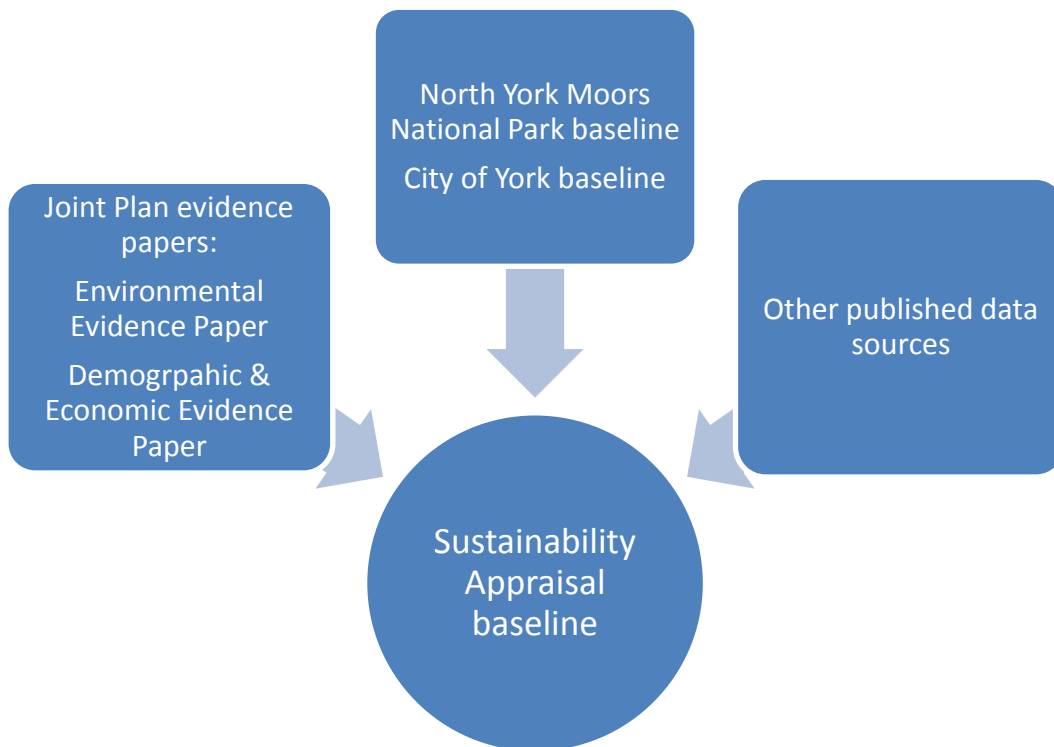 North York Moors
National Park baseline
City of York baseline
Joint Plan evidence
papers:
Environmental
Evidence Paper
Demogrpahic &
Economic Evidence
Paper
Other published data
sources
Sustainability
Appraisal
baseline